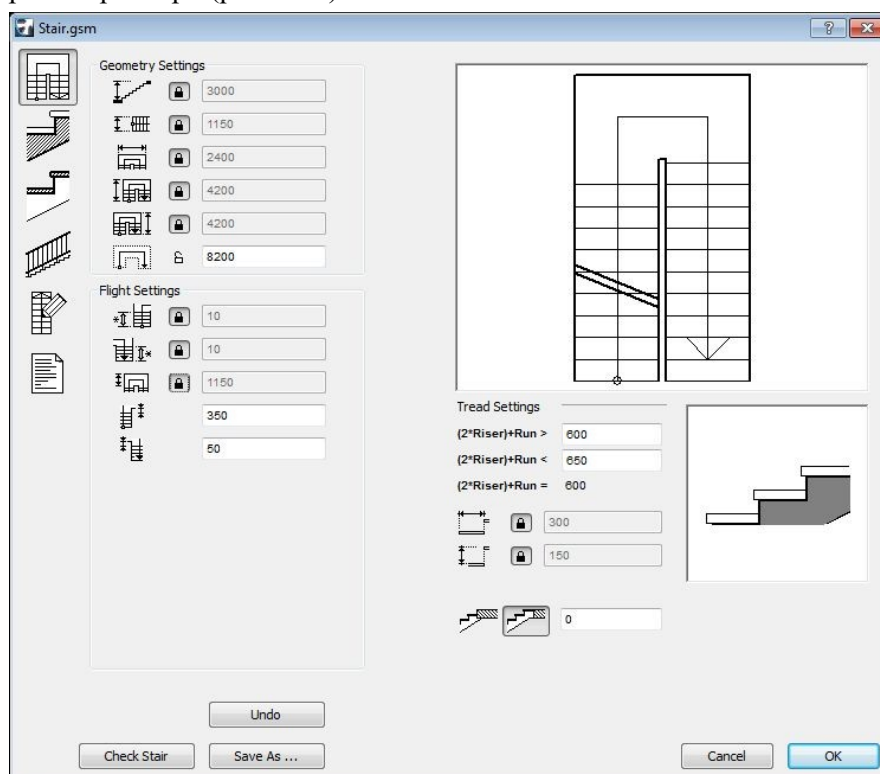 Stair.gsm
Geometry Settings
3000
1150
2400
4200
4200
8200
Flight Settings
10
10
1150
350
50
Tread Settings
(2*Riser)+Run > 600
(2*Riser)+Run < 650
(2*Riser)+Run = 600
300
150
0
Undo
Check Stair Save As ...
Cancel OK